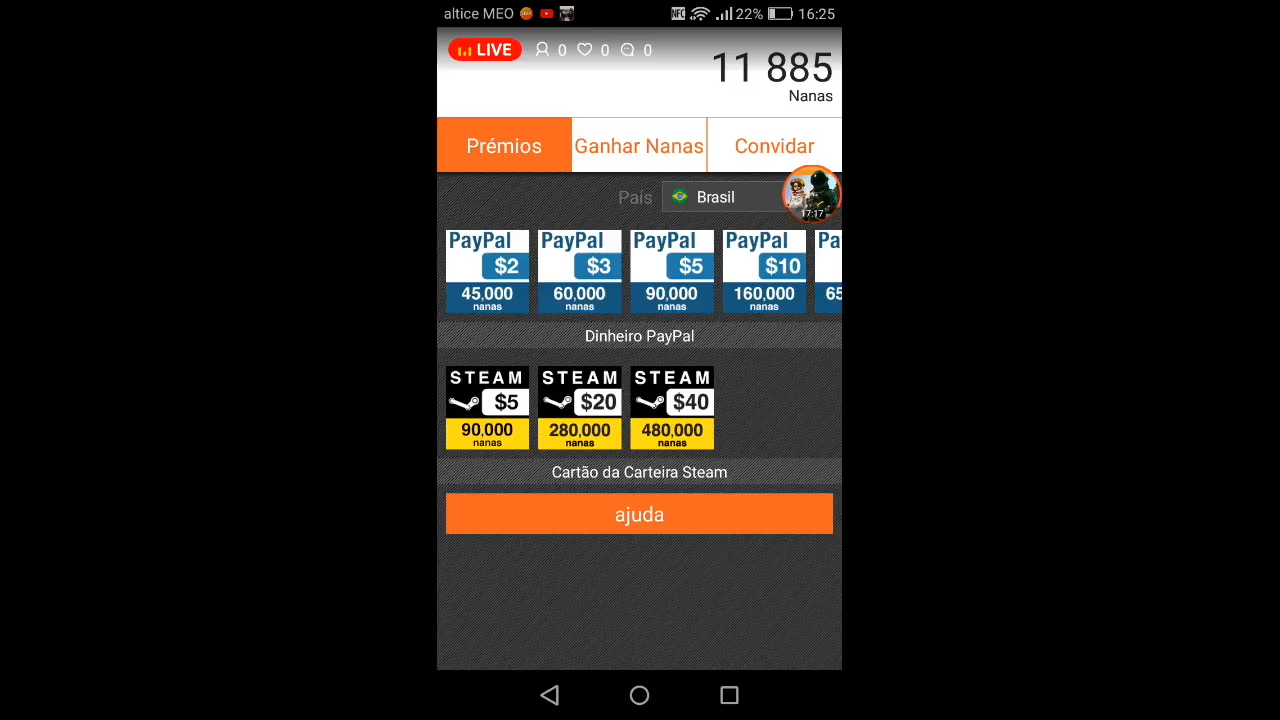 altice MEO NFC 22% 16:25
LIVE 0 0 0
11 885
Nanas
Prémios Ganhar Nanas Convidar
País Brasil
17:17
PayPal PayPal PayPal PayPal Pa
$2 $3 $5 $10
45,000 60,000 90,000 160,000 65
nanas nanas nanas nanas
Dinheiro PayPal
STEAM STEAM STEAM
$5 $20 $40
90,000 280,000 480,000
nanas nanas nanas
Cartão da Carteira Steam
ajuda